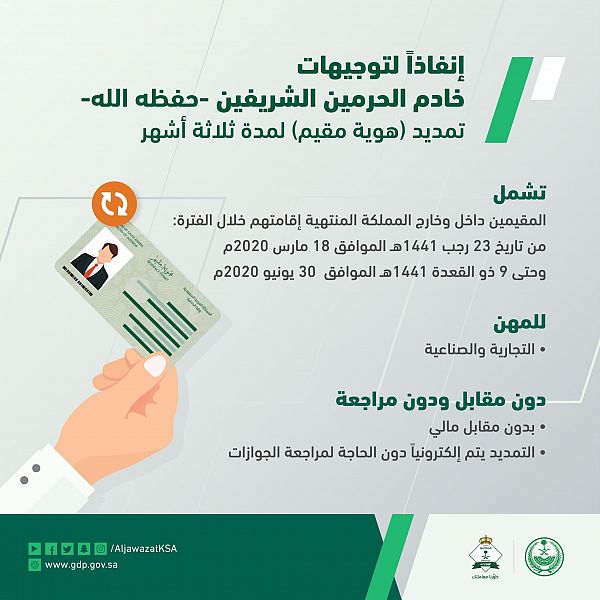 إنفاذاً لتوجيهات
خادم الحرمين الشريفين -حفظه الله-
تمديد (هوية مقيم) لمدة ثلاثة أشهر
تشمل
المقيمين داخل وخارج المملكة المنتهية إقامتهم خلال الفترة:
من تاريخ 23 رجب 1441هـ الموافق 18 مارس 2020م
وحتى 9 ذو القعدة 1441هـ الموافق 30 يونيو 2020م
للمهن
• التجارية والصناعية
دون مقابل ودون مراجعة
• بدون مقابل مالي
• التمديد يتم إلكترونياً دون الحاجة لمراجعة الجوازات
/AljawazatKSA
www.gdp.gov.sa